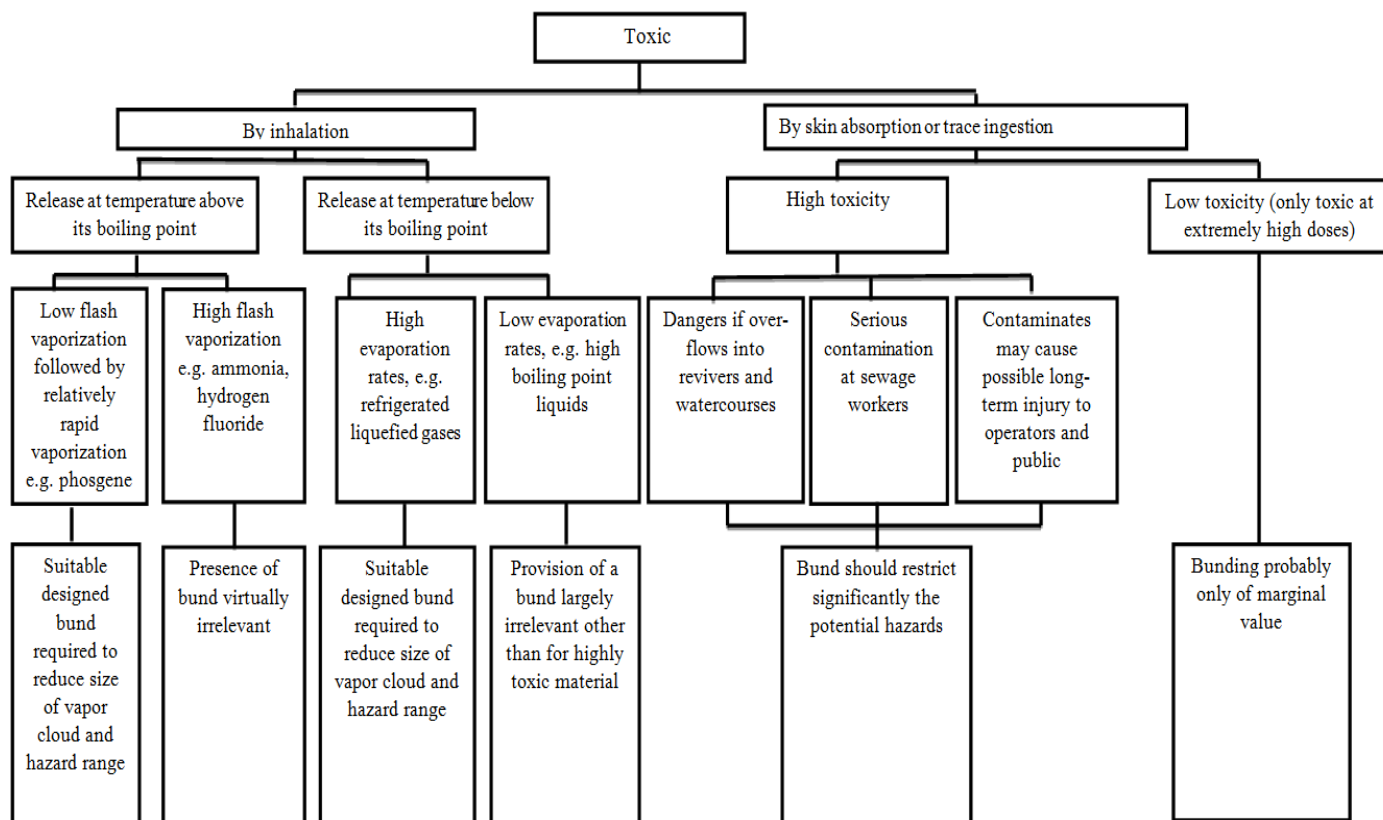 Toxic
By inhalation
By skin absorption or trace ingestion
Release at temperature above
its boiling point
Release at temperature below
its boiling point
High toxicity
Low toxicity (only toxic at
extremely high doses)
Low flash
vaporization
followed by
relatively
rapid
vaporization
e.g. phosgene
High flash
vaporization
e.g. ammonia,
hydrogen
fluoride
High
evaporation
rates, e.g.
refrigerated
liquefied gases
Low evaporation
rates, e.g. high
boiling point
liquids
Dangers if over-
flows into
revivers and
watercourses
Serious
contamination
at sewage
workers
Contaminates
may cause
possible long-
term injury to
operators and
public
Suitable
designed
bund
required to
reduce size
of vapor
cloud and
hazard range
Presence of
bund virtually
irrelevant
Suitable
designed bund
required to
reduce size of
vapor cloud and
hazard range
Provision of a
bund largely
irrelevant other
than for highly
toxic material
Bund should restrict
significantly the
potential hazards
Bunding probably
only of marginal
value